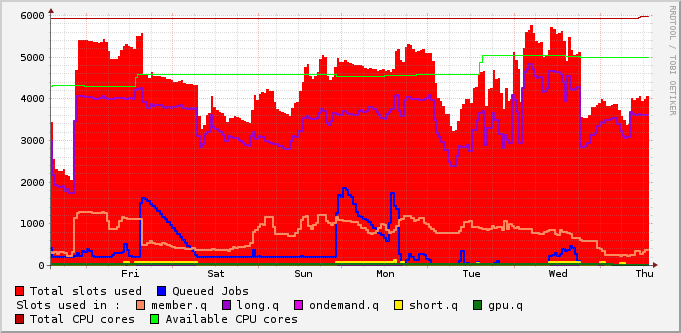 6000
5000
4000
3000
2000
1000
0
Fri Sat Sun Mon Tue Wed Thu
RRDTOOL / TOBI OETIKER
Total slots used Queued Jobs
Slots used in : member.q long.q ondemand.q short.q gpu.q
Total CPU cores Available CPU cores